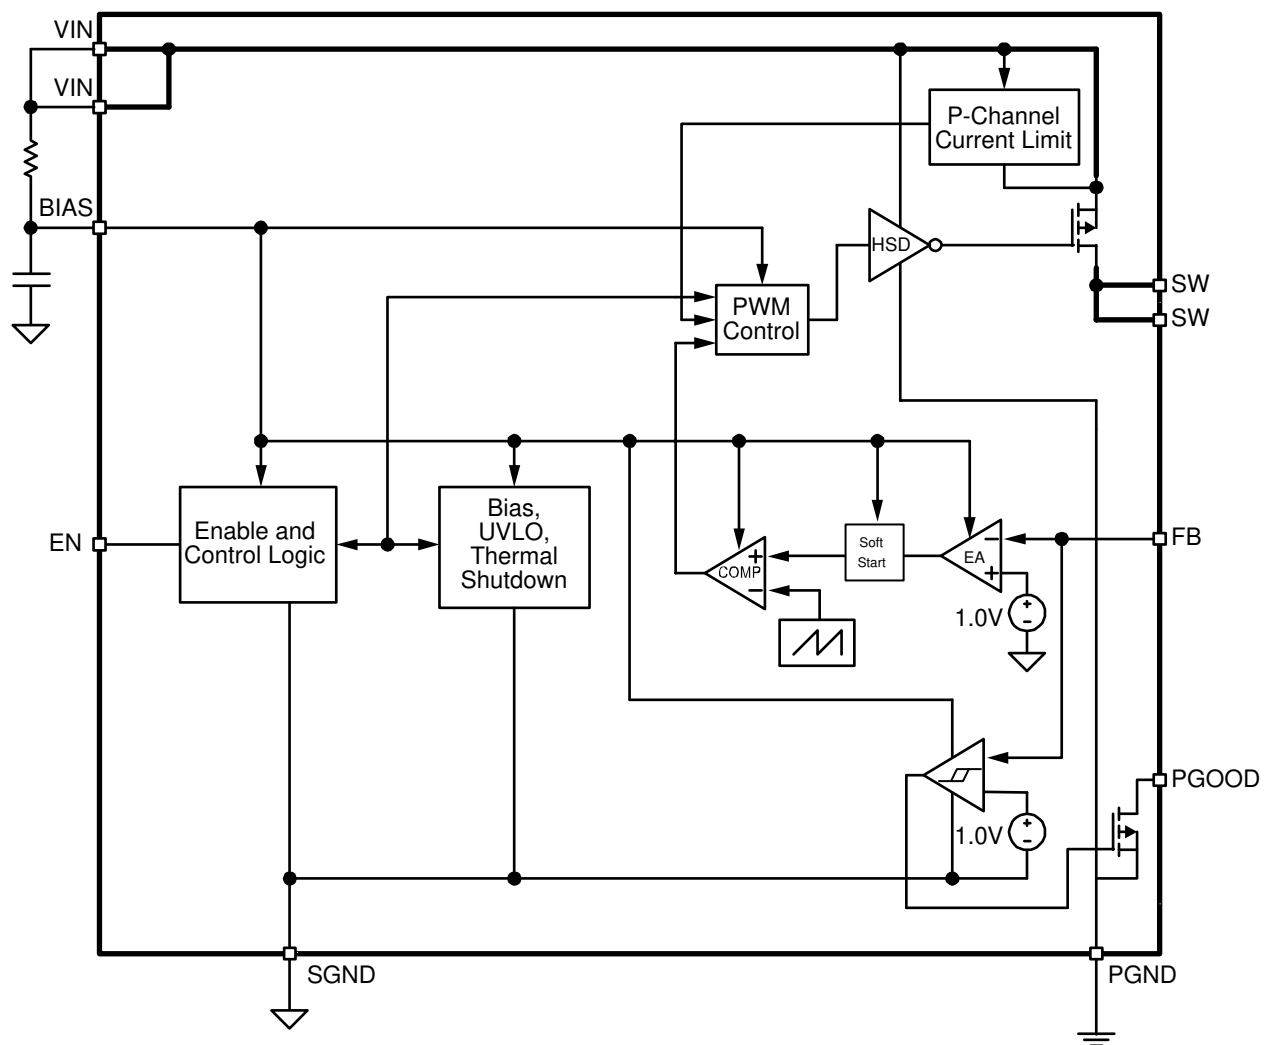 VIN
VIN
P-Channel
Current Limit
BIAS
HSD
SW
PWM
Control
SW
Enable and
Control Logic
Bias,
UVLO,
Thermal
Shutdown
EN
Soft
Start
EA
FB
COMP
1.0V
PGOOD
1.0V
SGND
PGND